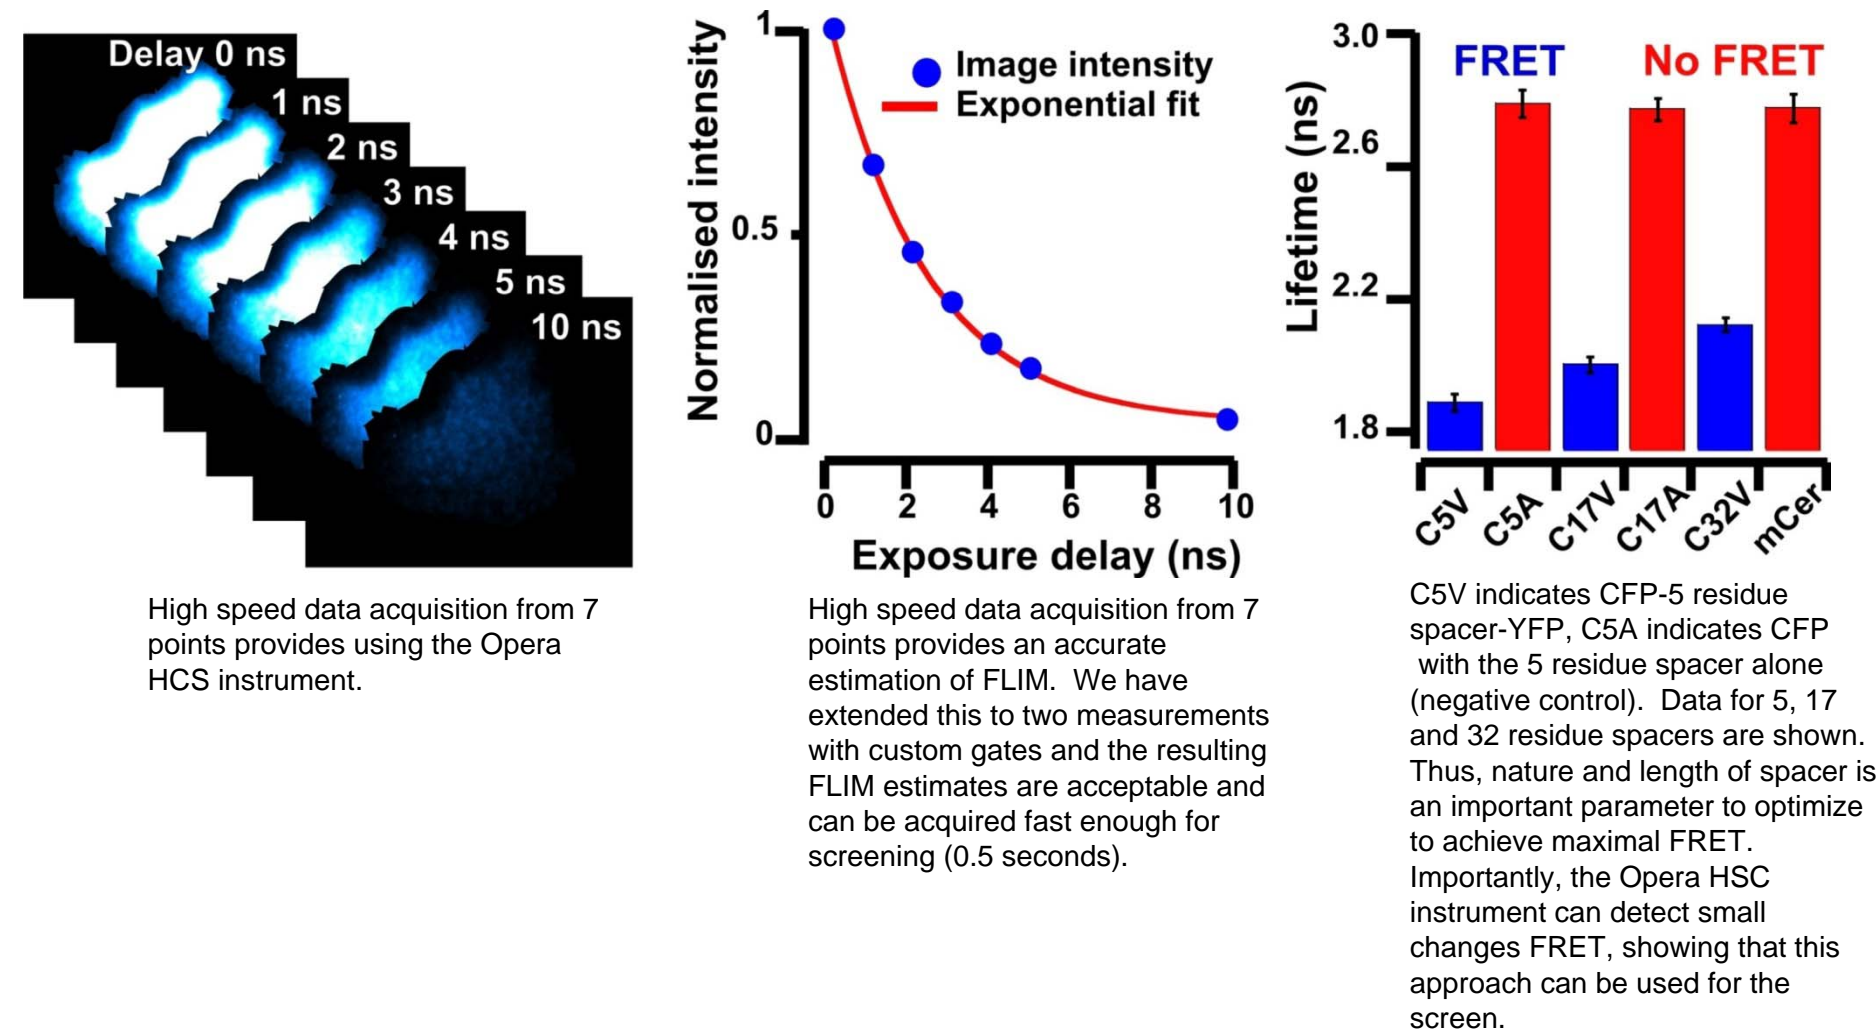 Delay 0 ns
1 ns
2 ns
3 ns
4 ns
5 ns
10 ns
High speed data acquisition from 7
points provides using the Opera
HCS instrument.
Normalised intensity
1
0.5
0
Image intensity
Exponential fit
0 2 4 6 8 10
Exposure delay (ns)
High speed data acquisition from 7
points provides an accurate
estimation of FLIM. We have
extended this to two measurements
with custom gates and the resulting
FLIM estimates are acceptable and
can be acquired fast enough for
screening (0.5 seconds).
Lifetime (ns)
3.0
2.6
2.2
1.8
FRET No FRET
C5V C5A C17V C17A C32V mCer
C5V indicates CFP-5 residue
spacer-YFP, C5A indicates CFP
with the 5 residue spacer alone
(negative control). Data for 5, 17
and 32 residue spacers are shown.
Thus, nature and length of spacer is
an important parameter to optimize
to achieve maximal FRET.
Importantly, the Opera HSC
instrument can detect small
changes FRET, showing that this
approach can be used for the
screen.